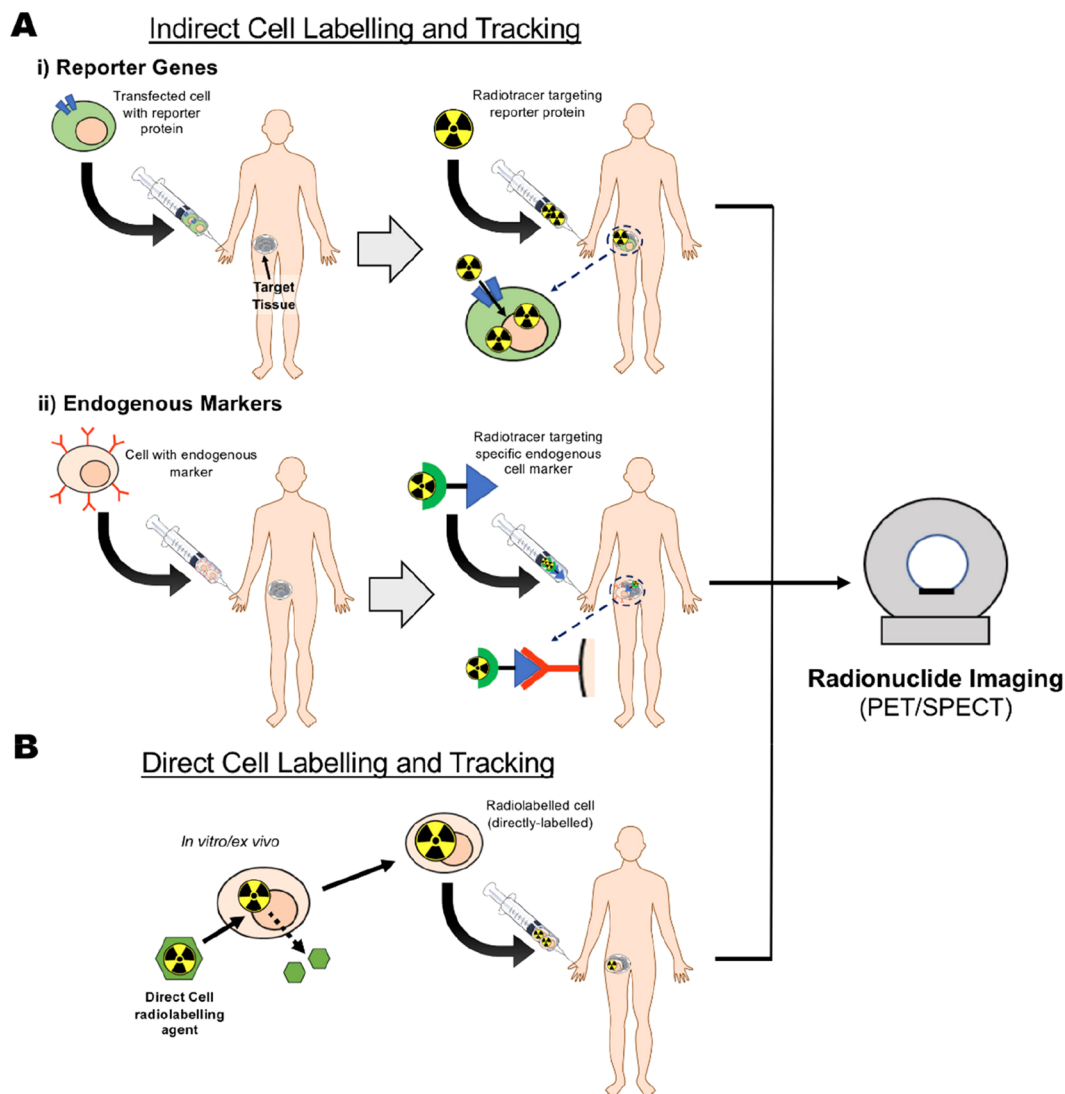 A
Indirect Cell Labelling and Tracking
i) Reporter Genes
Transfected cell
with reporter
protein
Radiotracer targeting
reporter protein
Target
Tissue
ii) Endogenous Markers
Cell with endogenous
marker
Radiotracer targeting
specific endogenous
cell marker
Radionuclide Imaging
(PET/SPECT)
B
Direct Cell Labelling and Tracking
In vitro/ex vivo
Radiolabelled cell
(directly-labelled)
Direct Cell
radiolabelling
agent